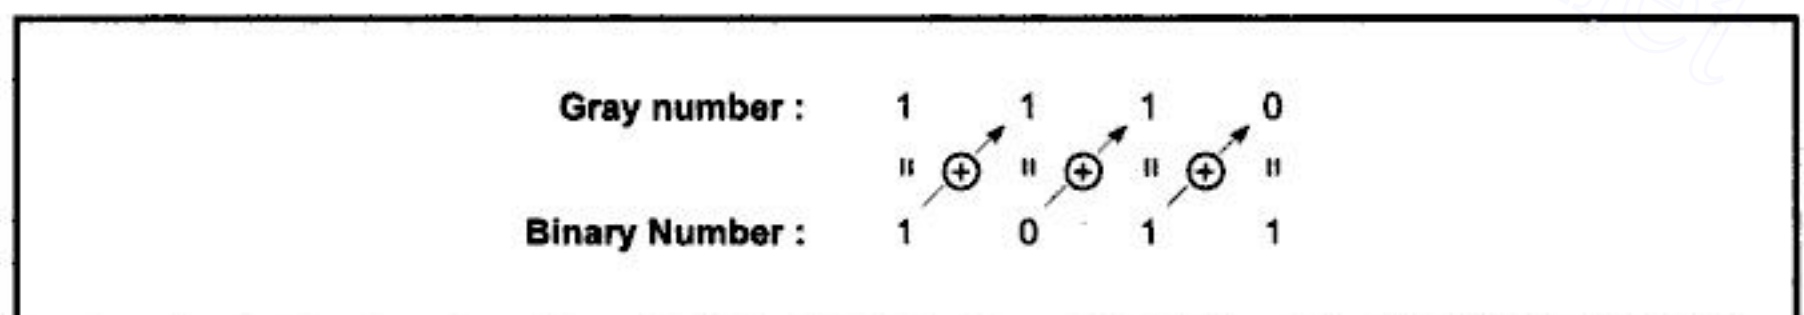 Gray number : 1 1 1 0
= ⊕ = ⊕ = ⊕ =
Binary Number : 1 0 1 1